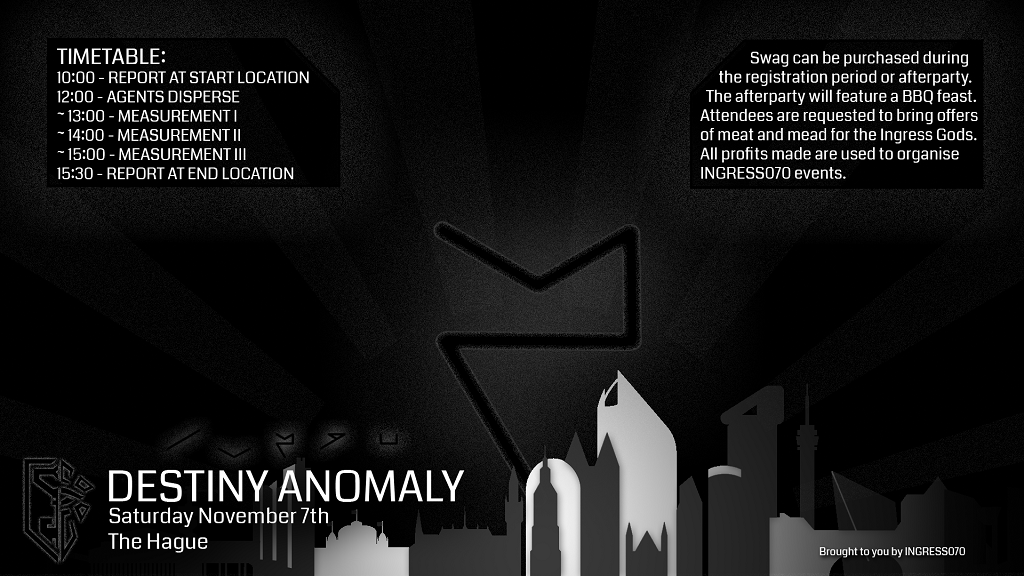 TIMETABLE:
10:00 - REPORT AT START LOCATION
12:00 - AGENTS DISPERSE
~ 13:00 - MEASUREMENT I
~ 14:00 - MEASUREMENT II
~ 15:00 - MEASUREMENT III
15:30 - REPORT AT END LOCATION
Swag can be purchased during
the registration period or afterparty.
The afterparty will feature a BBQ feast.
Attendees are requested to bring offers
of meat and mead for the Ingress Gods.
All profits made are used to organise
INGRESS070 events.
DESTINY ANOMALY
Saturday November 7th
The Hague
Brought to you by INGRESS070